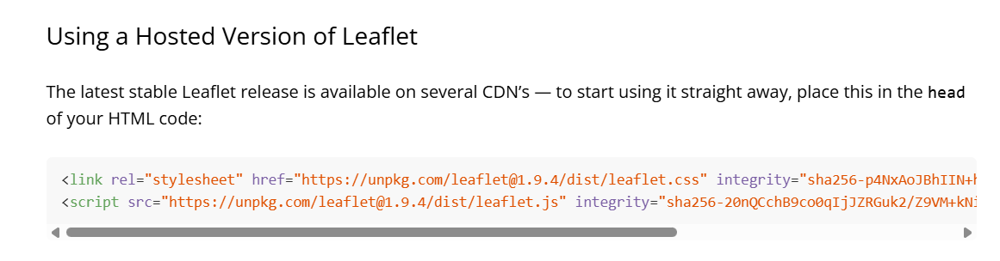 Using a Hosted Version of Leaflet
The latest stable Leaflet release is available on several CDN’s — to start using it straight away, place this in the head
of your HTML code:
<link rel="stylesheet" href="https://unpkg.com/leaflet@1.9.4/dist/leaflet.css" integrity="sha256-p4NxAoJBhIIN+
<script src="https://unpkg.com/leaflet@1.9.4/dist/leaflet.js" integrity="sha256-20nQCchB9co0qIjJZRGuk2/Z9VM+kNi